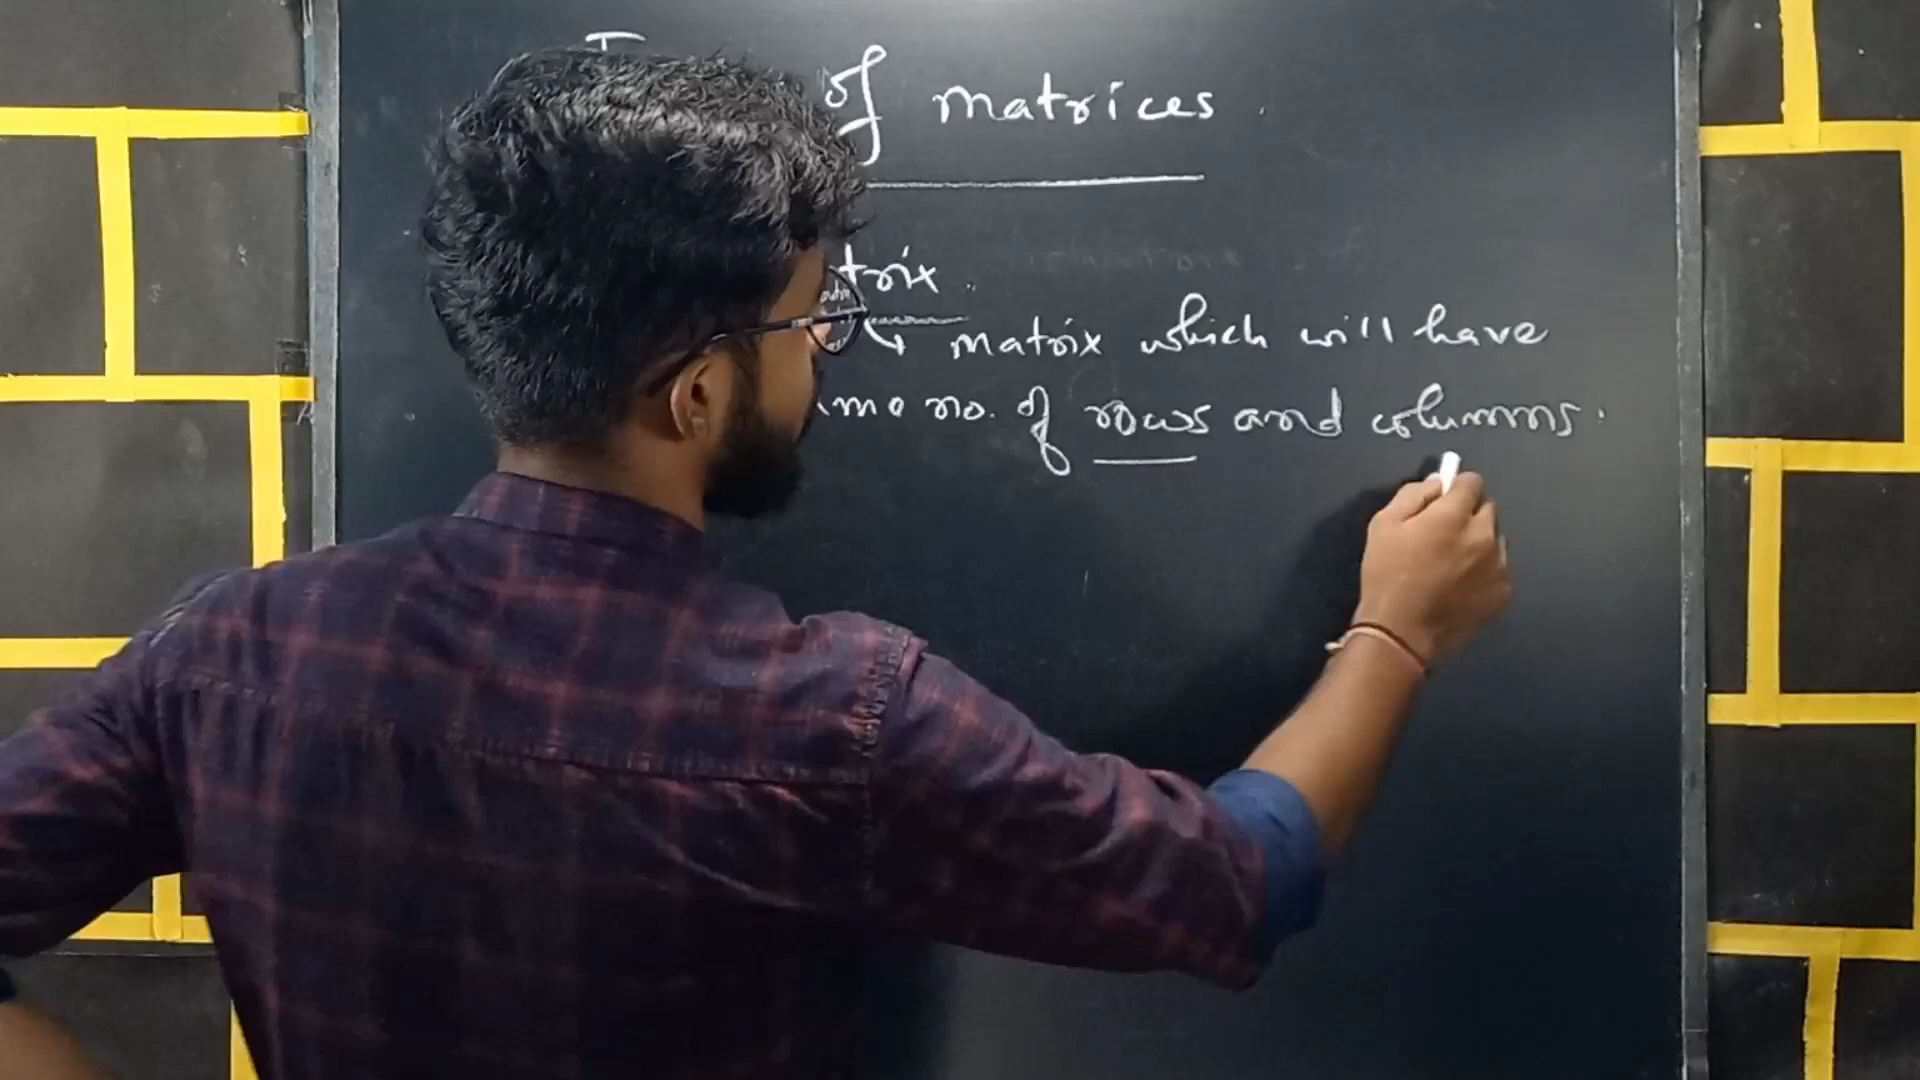 of matrices
trix.
matrix which will have
me no. of rows and columns.